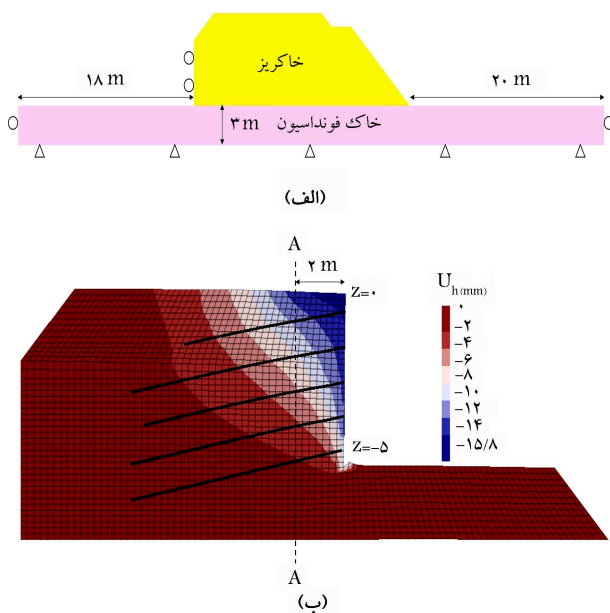 خاکریز
۱۸ m
۲۰ m
۳ m
خاک فونداسیون
(الف)
A
۲ m
z=۰
U_h(mm)
۰
-۲
-۴
-۶
-۸
-۱۰
-۱۲
-۱۴
-۱۵/۸
z=-۵
A
(ب)